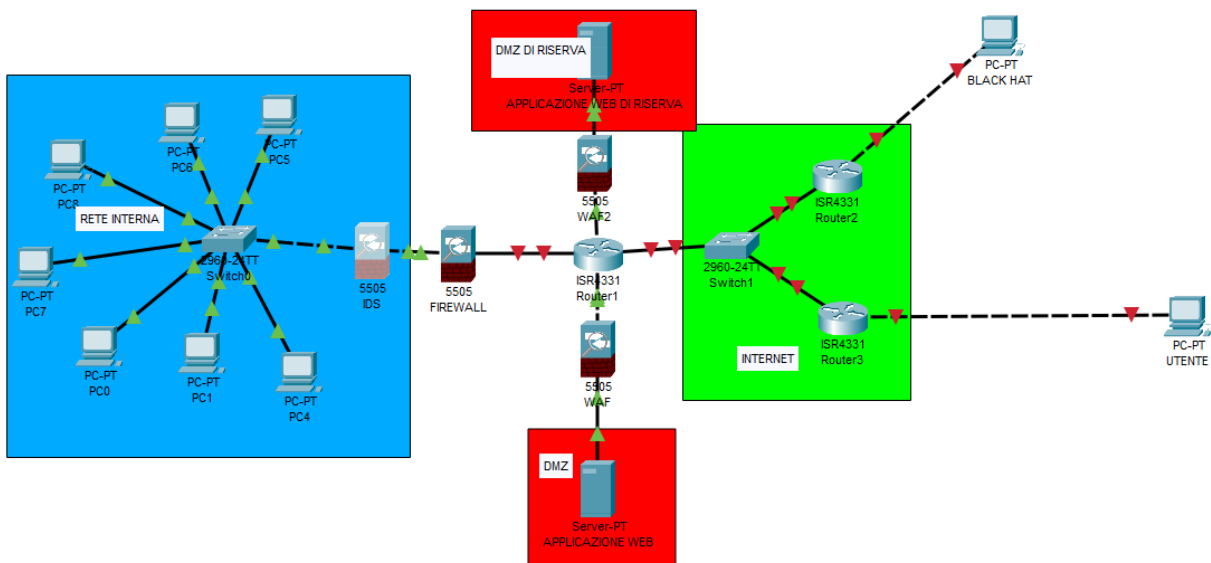 DMZ DI RISERVA
Server-PT
APPLICAZIONE WEB DI RISERVA
PC-PT
BLACK HAT
PC-PT
PC5
PC-PT
PC6
PC-PT
PC8
RETE INTERNA
PC-PT
PC7
2960-24TT
Switch0
PC-PT
PC0
PC-PT
PC1
PC-PT
PC4
5505
IDS
5505
FIREWALL
5505
WAF2
ISR4331
Router1
5505
WAF
2960-24TT
Switch1
ISR4331
Router2
ISR4331
Router3
INTERNET
PC-PT
UTENTE
DMZ
Server-PT
APPLICAZIONE WEB